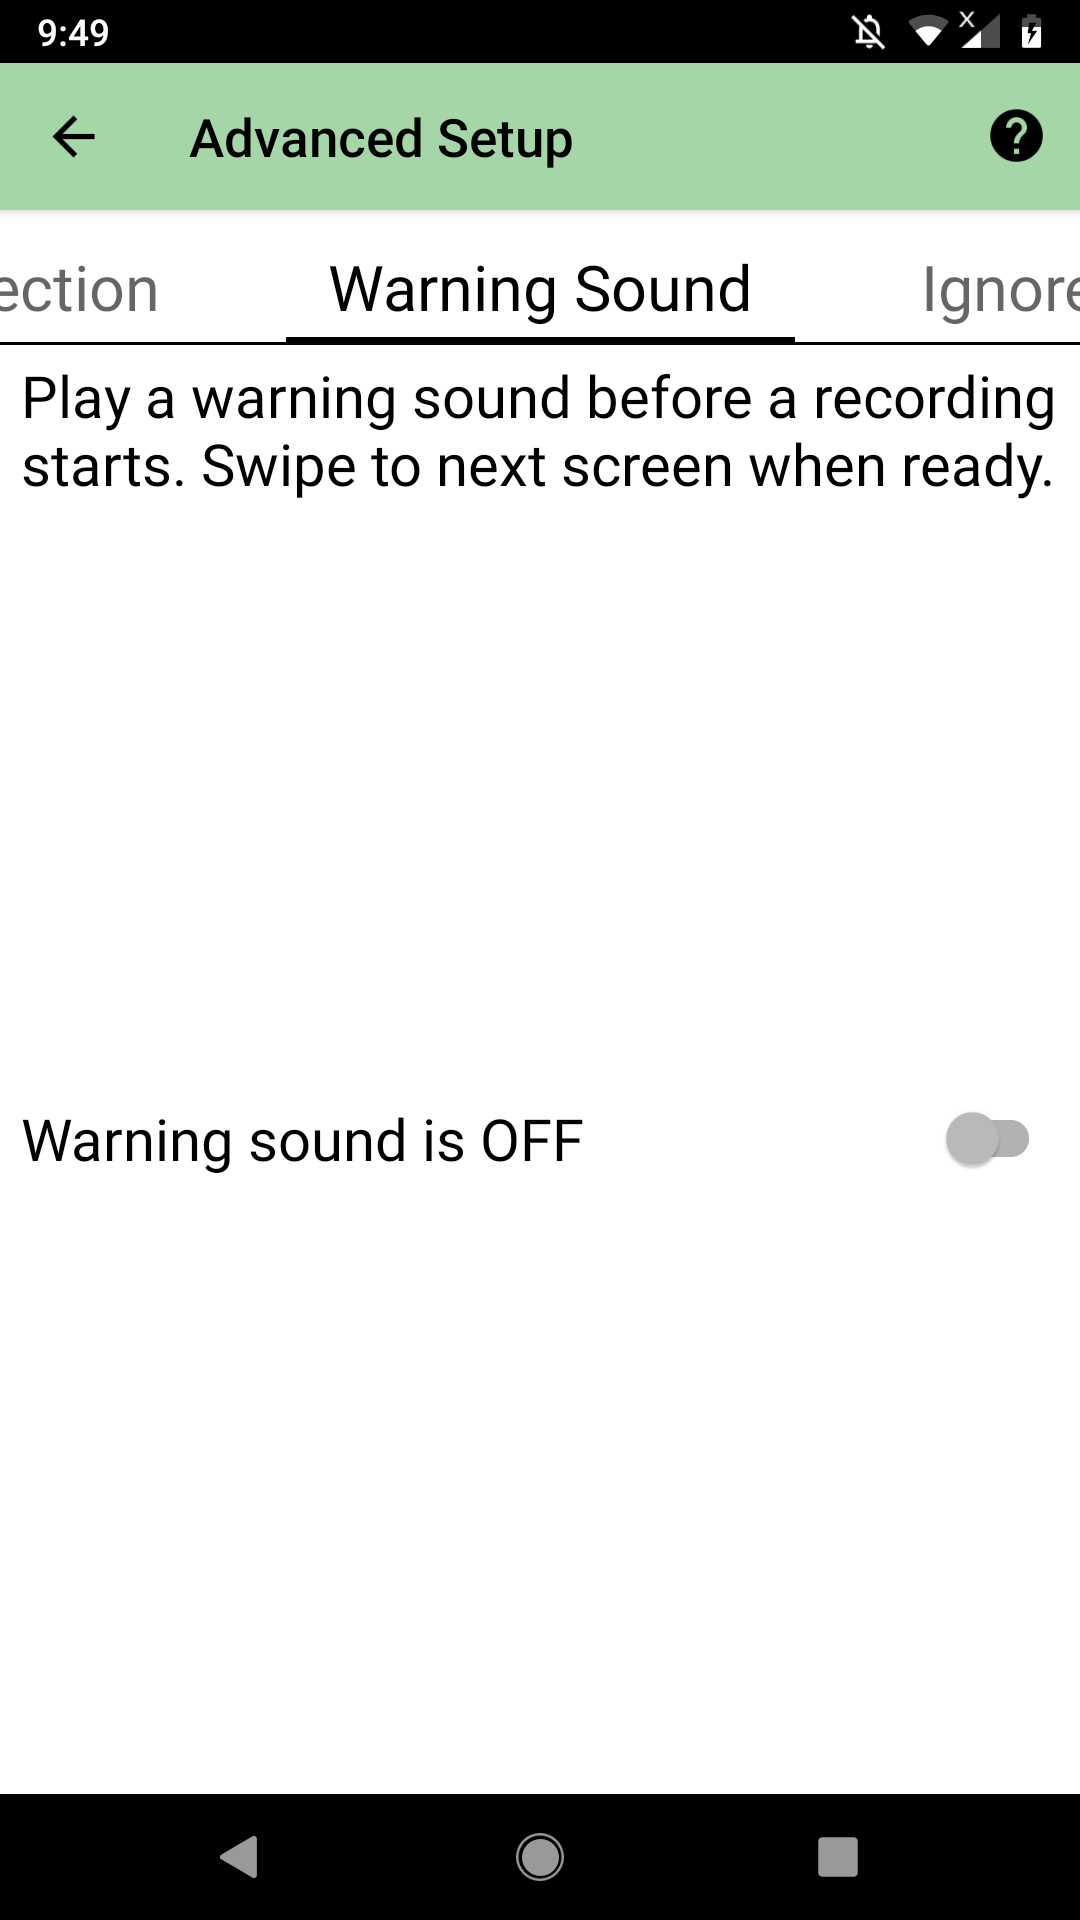 9:49
Advanced Setup
ection
Warning Sound
Ignore
Play a warning sound before a recording
starts. Swipe to next screen when ready.
Warning sound is OFF